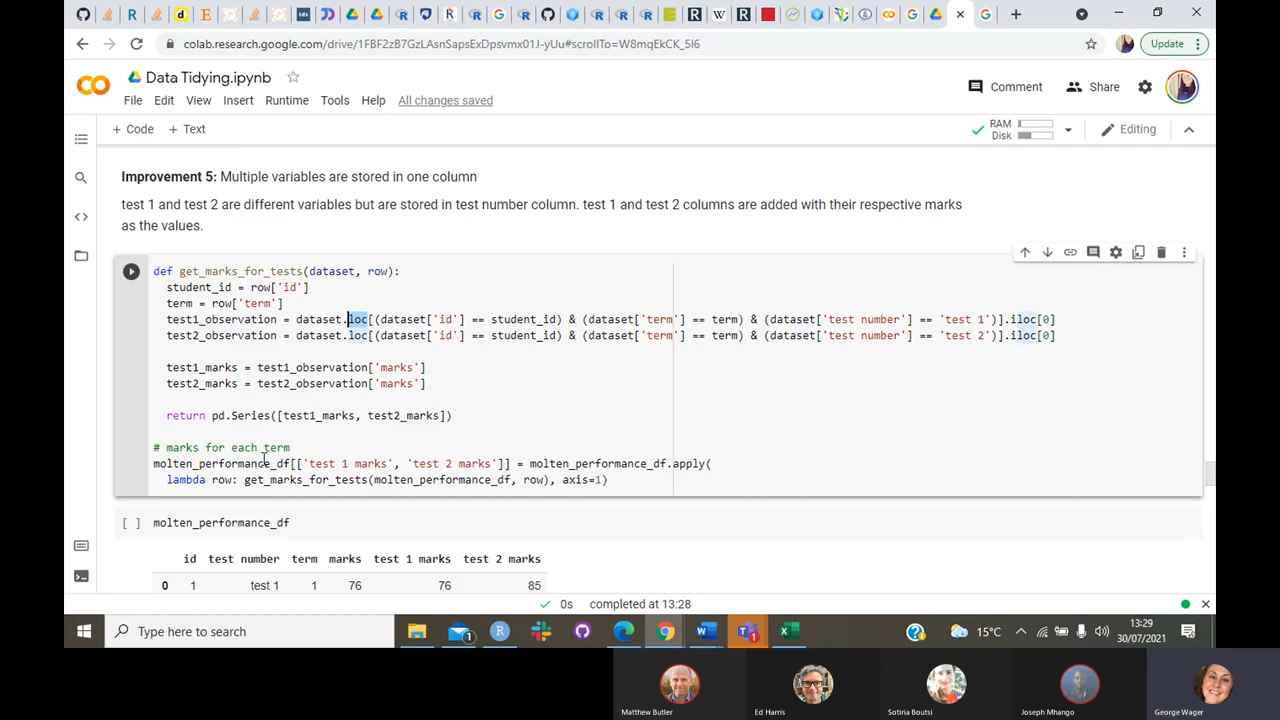 colab.research.google.com/drive/1FBF2zB7GzLAsnSapsExDpsvmx01J-yUu#scrollTo=W8mqEkCK_5I6
Update
Data Tidying.ipynb
Comment
Share
File Edit View Insert Runtime Tools Help All changes saved
+ Code + Text
RAM
Disk
Editing
Improvement 5: Multiple variables are stored in one column
test 1 and test 2 are different variables but are stored in test number column. test 1 and test 2 columns are added with their respective marks
as the values.
def get_marks_for_tests(dataset, row):
student_id = row['id']
term = row['term']
test1_observation = dataset.loc[(dataset['id'] == student_id) & (dataset['term'] == term) & (dataset['test number'] == 'test 1')].iloc[0]
test2_observation = dataset.loc[(dataset['id'] == student_id) & (dataset['term'] == term) & (dataset['test number'] == 'test 2')].iloc[0]
test1_marks = test1_observation['marks']
test2_marks = test2_observation['marks']
return pd.Series([test1_marks, test2_marks])
# marks for each term
molten_performance_df[['test 1 marks', 'test 2 marks']] = molten_performance_df.apply(
lambda row: get_marks_for_tests(molten_performance_df, row), axis=1)
[ ] molten_performance_df
id test number term marks test 1 marks test 2 marks
0 1 test 1 1 76 76 85
0s completed at 13:28
Type here to search
15°C
13:29
30/07/2021
Matthew Butler
Ed Harris
Sotiria Boutsi
Joseph Mhango
George Wager